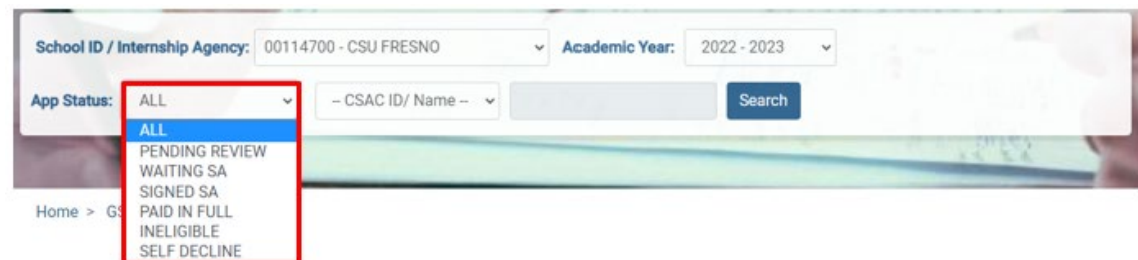 School ID / Internship Agency: 00114700 - CSU FRESNO Academic Year: 2022 - 2023
App Status: ALL -- CSAC ID/ Name -- Search
ALL
PENDING REVIEW
WAITING SA
SIGNED SA
Home > GS PAID IN FULL
INELIGIBLE
SELF DECLINE